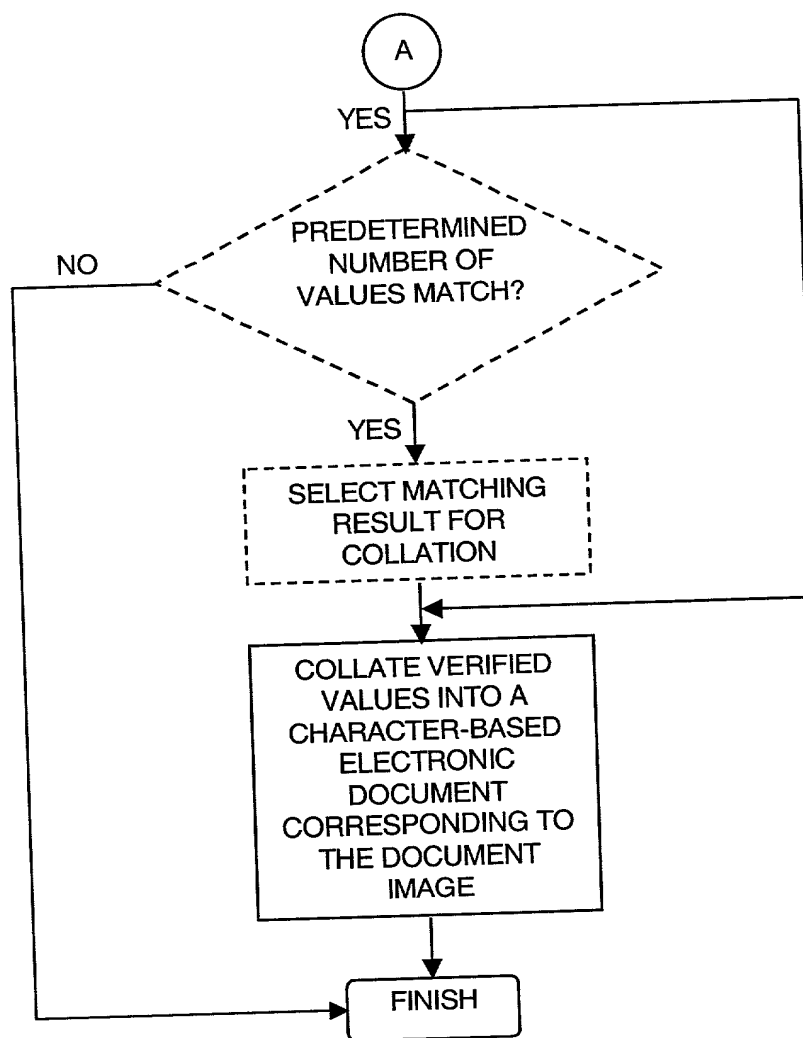 A
YES
PREDETERMINED
NUMBER OF
VALUES MATCH?
NO
YES
SELECT MATCHING
RESULT FOR
COLLATION
COLLATE VERIFIED
VALUES INTO A
CHARACTER-BASED
ELECTRONIC
DOCUMENT
CORRESPONDING TO
THE DOCUMENT
IMAGE
FINISH